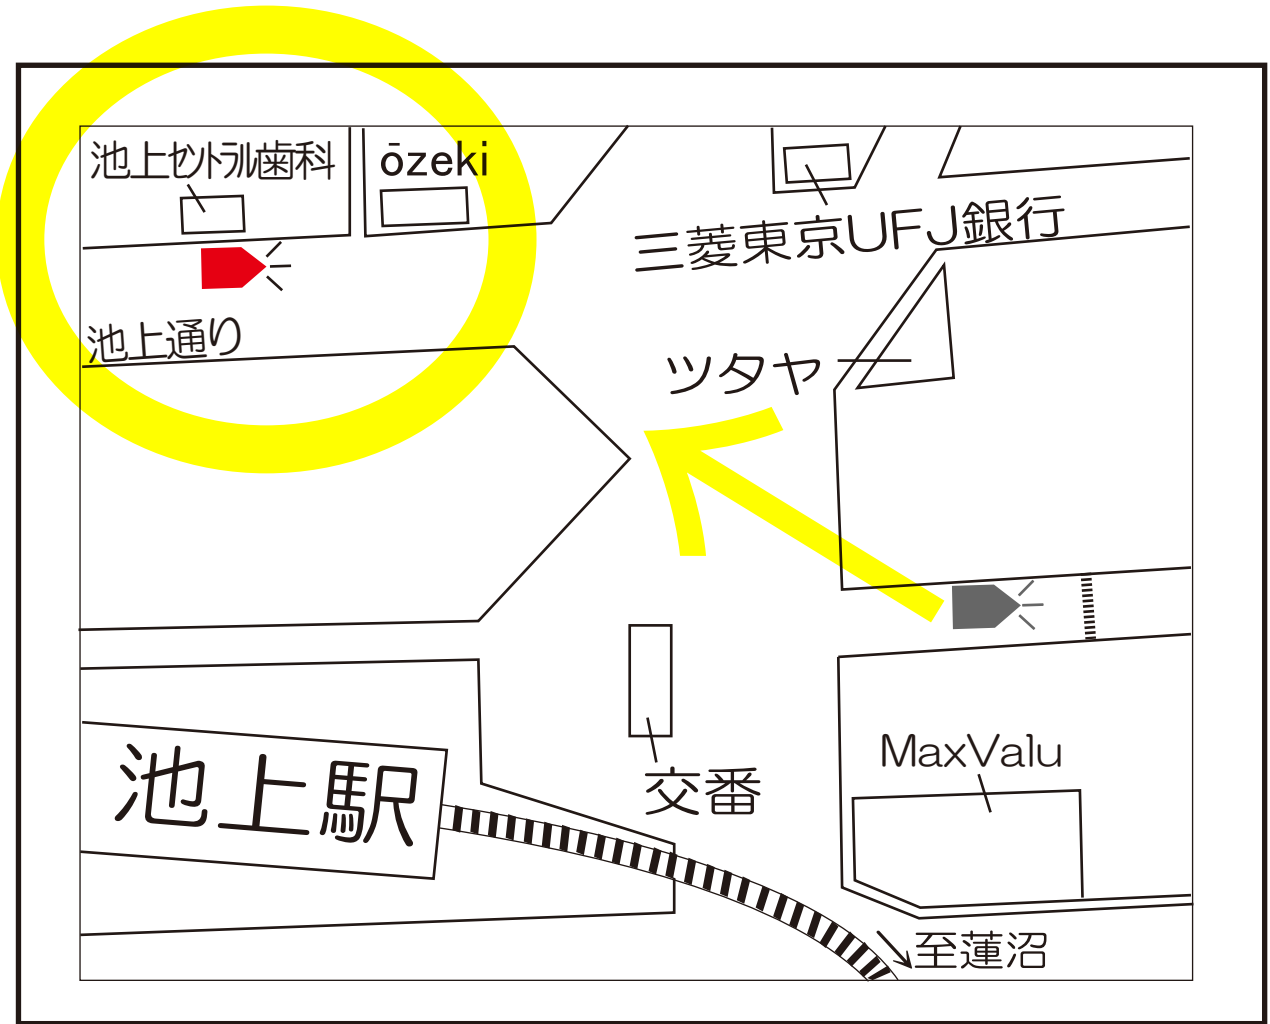 池上セントラル歯科
ōzeki
三菱東京UFJ銀行
池上通り
ツタヤ
MaxValu
池上駅
交番
至蓮沼